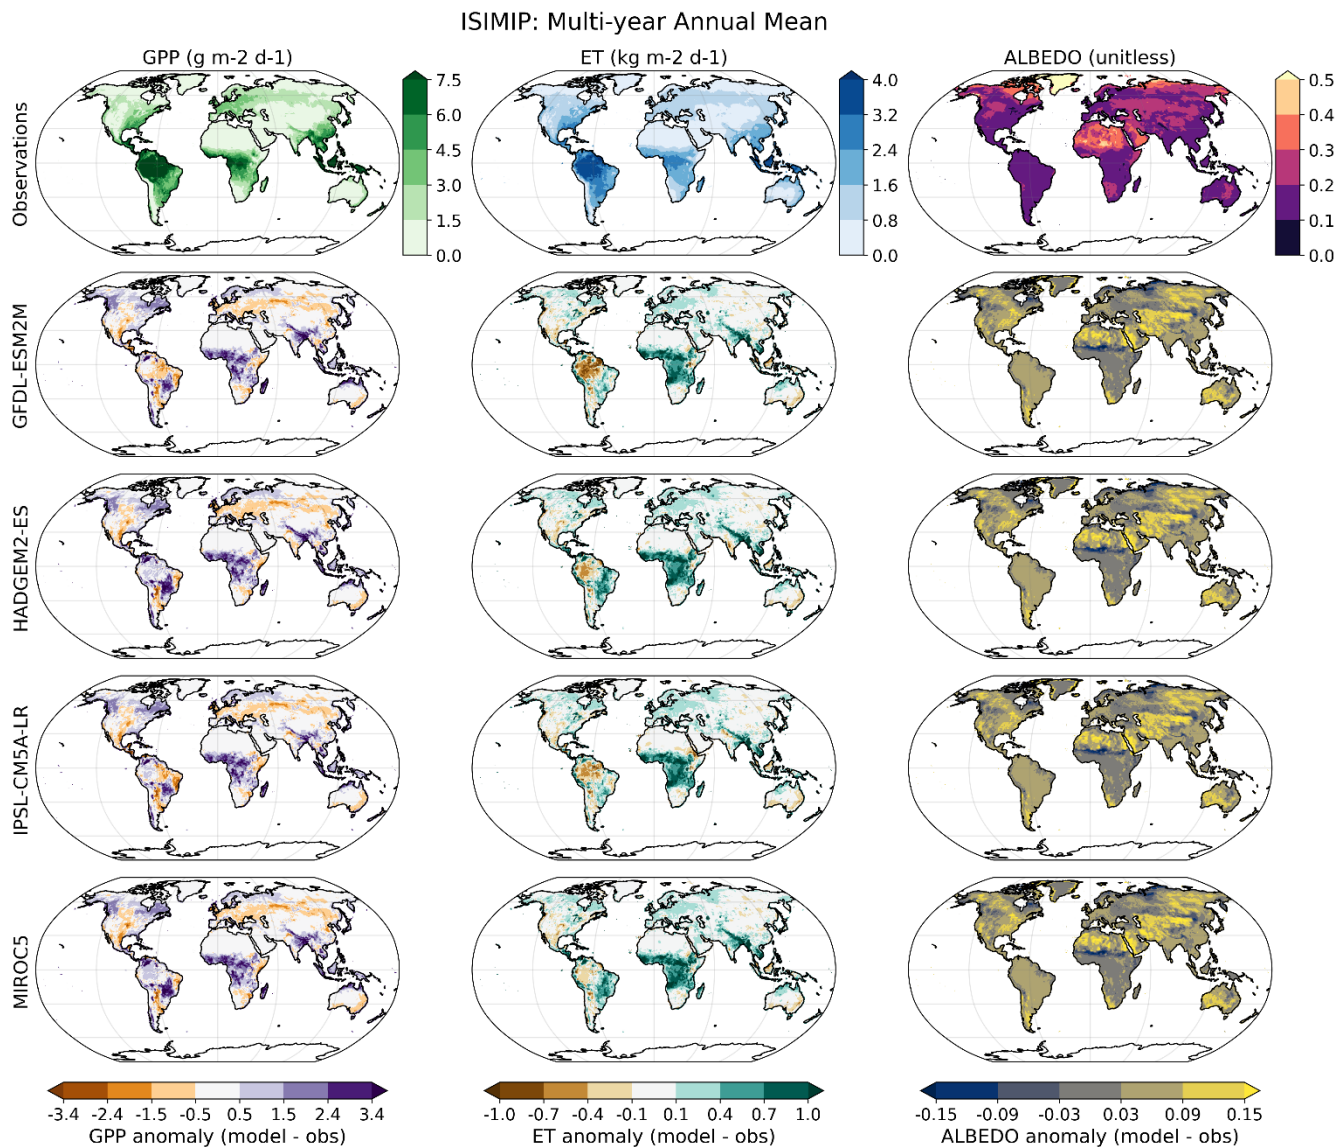 ISIMIP: Multi-year Annual Mean
GPP (g m-2 d-1)
ET (kg m-2 d-1)
ALBEDO (unitless)
Observations
7.5
6.0
4.5
3.0
1.5
0.0
4.0
3.2
2.4
1.6
0.8
0.0
0.5
0.4
0.3
0.2
0.1
0.0
GFDL-ESM2M
HADGEM2-ES
IPSL-CM5A-LR
MIROC5
-3.4 -2.4 -1.5 -0.5 0.5 1.5 2.4 3.4
GPP anomaly (model - obs)
-1.0 -0.7 -0.4 -0.1 0.1 0.4 0.7 1.0
ET anomaly (model - obs)
-0.15 -0.09 -0.03 0.03 0.09 0.15
ALBEDO anomaly (model - obs)